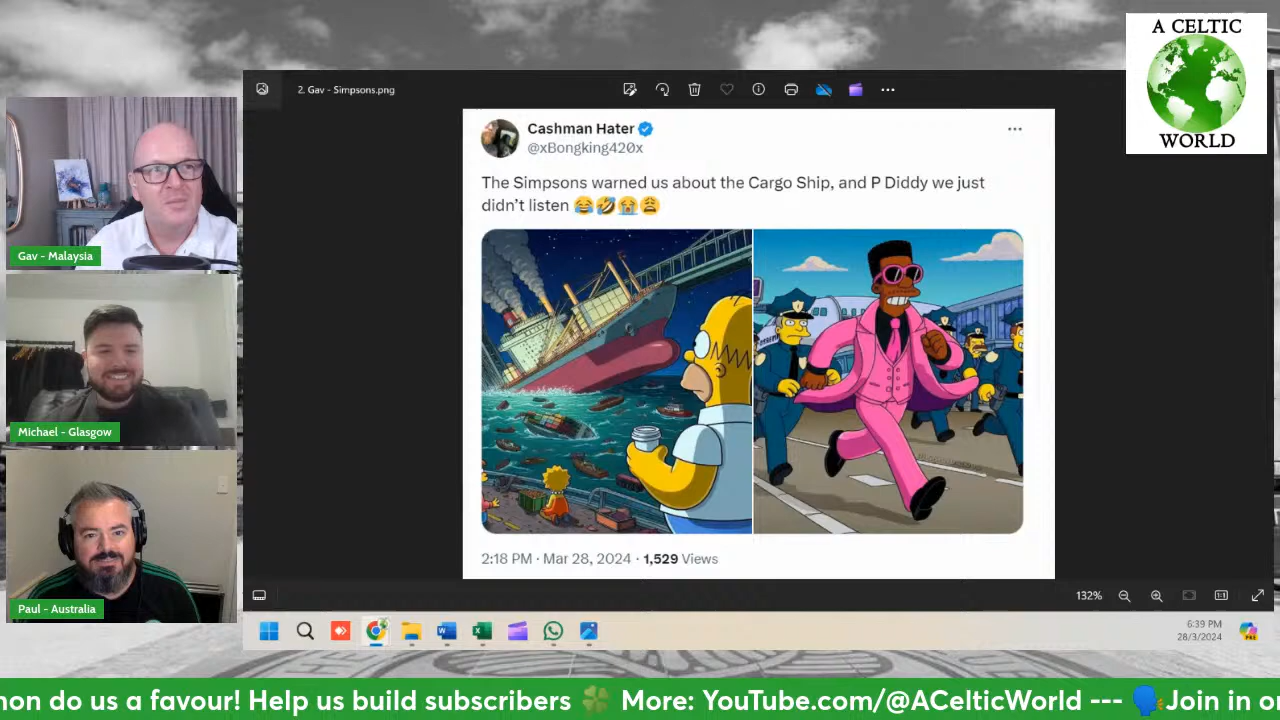 A CELTIC
WORLD
2. Gav - Simpsons.png
Gav - Malaysia
Michael - Glasgow
Paul - Australia
Cashman Hater
@xBongking420x
The Simpsons warned us about the Cargo Ship, and P Diddy we just
didn't listen 😂🤣😭😩
2:18 PM · Mar 28, 2024 · 1,529 Views
132%
6:39 PM
28/3/2024
non do us a favour! Help us build subscribers 🍀 More: YouTube.com/@ACelticWorld --- 🗣️Join in o